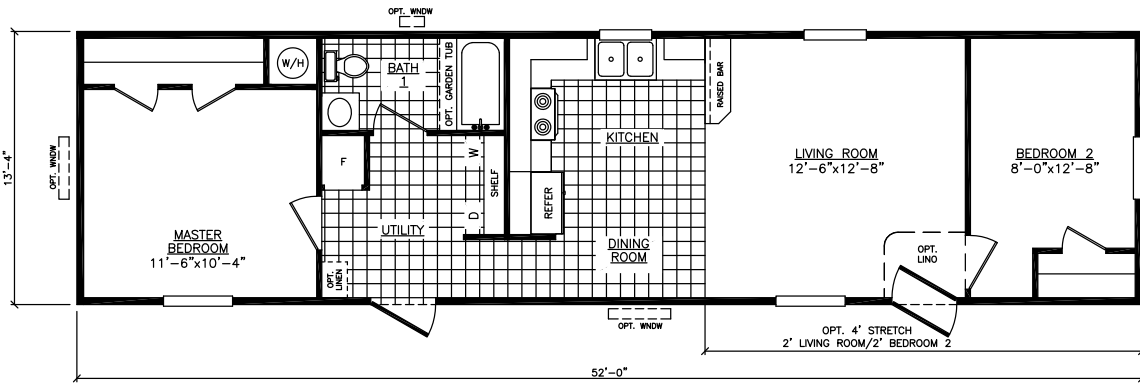 OPT. WNDW
13'-4"
OPT. WNDW
W/H
BATH
1
OPT. GARDEN TUB
F
W
D
SHELF
UTILITY
OPT.
LINEN
MASTER
BEDROOM
11'-6"x10'-4"
KITCHEN
REFER
DINING
ROOM
RAISED BAR
LIVING ROOM
12'-6"x12'-8"
OPT.
LINO
BEDROOM 2
8'-0"x12'-8"
OPT. WNDW
OPT. 4' STRETCH
2' LIVING ROOM/2' BEDROOM 2
52'-0"